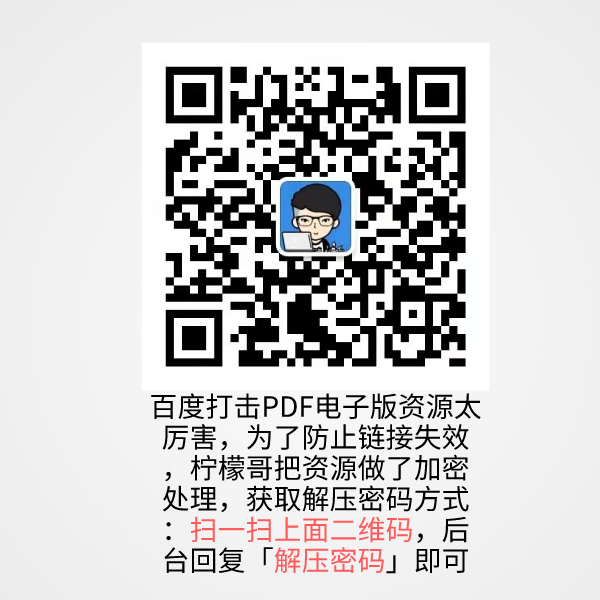 百度打击PDF电子版资源太
厉害，为了防止链接失效
，柠檬哥把资源做了加密
处理，获取解压密码方式
：扫一扫上面二维码，后
台回复「解压密码」即可